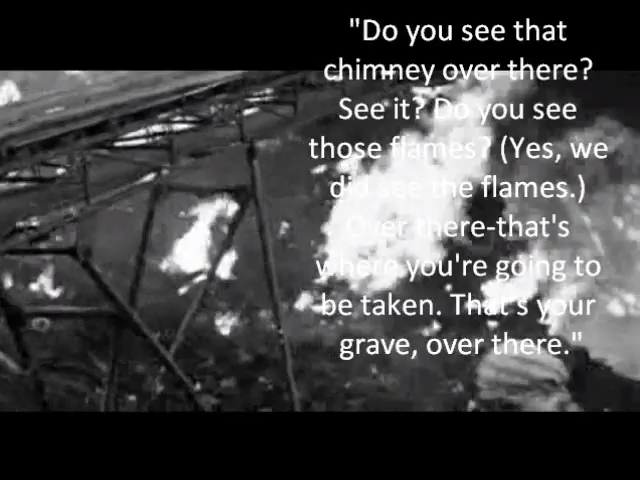 "Do you see that
chimney over there?
See it? Do you see
those flames? (Yes, we
did see the flames.)
Over there-that's
where you're going to
be taken. That's your
grave, over there."